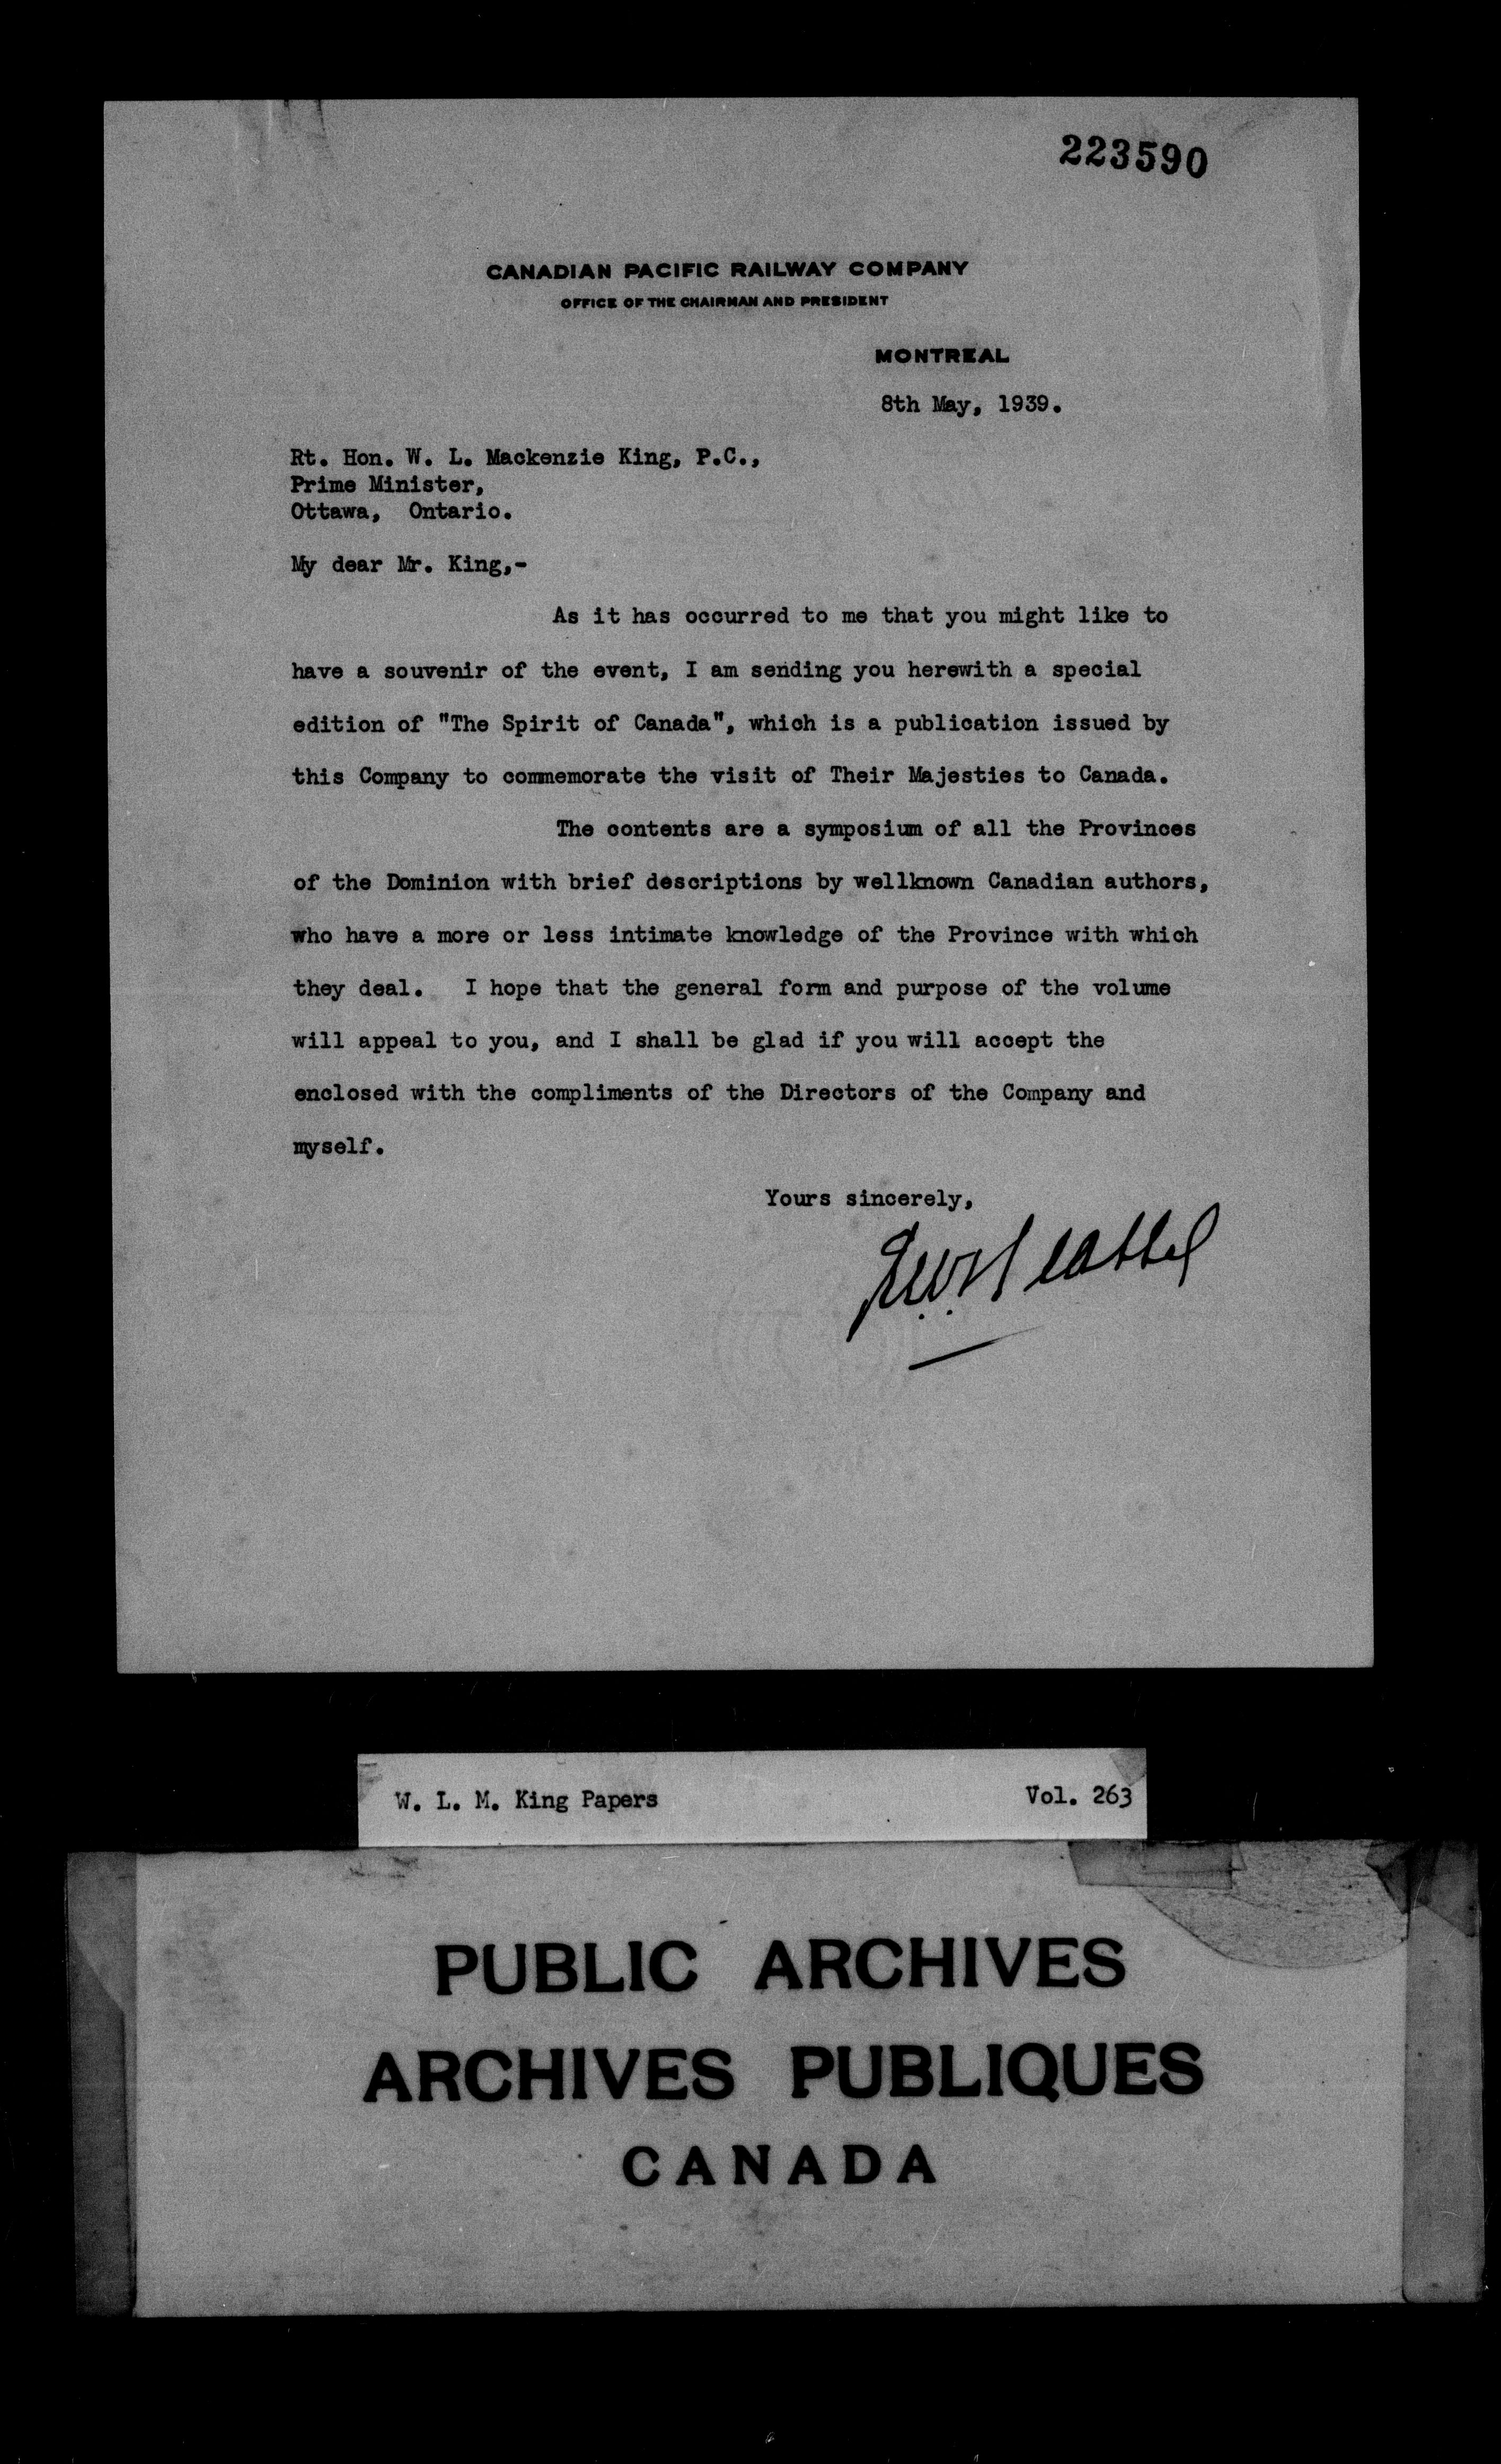 223590
CANADIAN PACIFIC RAILWAY COMPANY
OFFICE OF THE CHAIRMAN AND PRESIDENT
MONTREAL
8th May, 1939.
Rt. Hon. W. L. Mackenzie King, P.C.,
Prime Minister,
Ottawa, Ontario.
My dear Mr. King,-
As it has occurred to me that you might like to
have a souvenir of the event, I am sending you herewith a special
edition of "The Spirit of Canada", which is a publication issued by
this Company to commemorate the visit of Their Majesties to Canada.
The contents are a symposium of all the Provinces
of the Dominion with brief descriptions by wellknown Canadian authors,
who have a more or less intimate knowledge of the Province with which
they deal. I hope that the general form and purpose of the volume
will appeal to you, and I shall be glad if you will accept the
enclosed with the compliments of the Directors of the Company and
myself.
Yours sincerely,
W. L. M. King Papers Vol. 263
PUBLIC ARCHIVES
ARCHIVES PUBLIQUES
CANADA